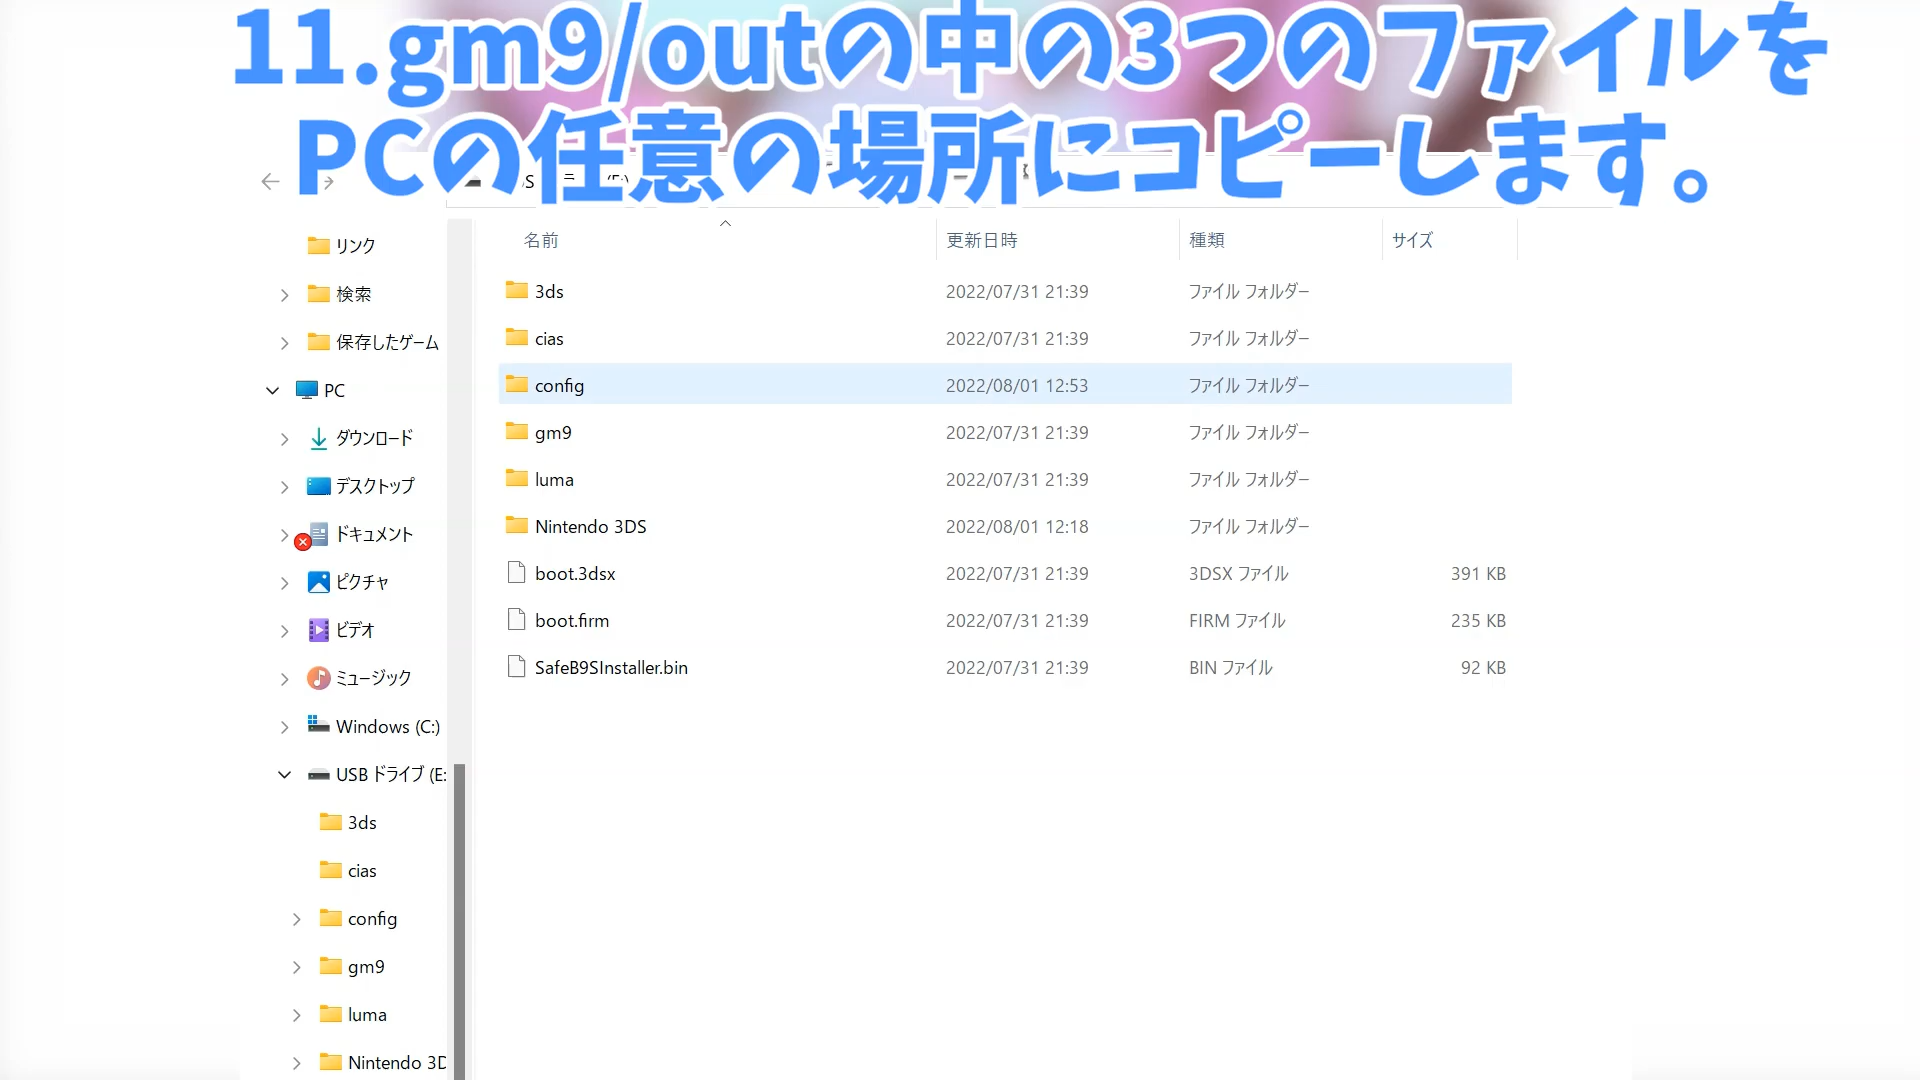 11.gm9/outの中の3つのファイルを
PCの任意の場所にコピーします。
名前 更新日時 種類 サイズ
リンク
検索
保存したゲーム
PC
ダウンロード
デスクトップ
ドキュメント
ピクチャ
ビデオ
ミュージック
Windows (C:)
USB ドライブ (E:
3ds
cias
config
gm9
luma
Nintendo 3D
3ds 2022/07/31 21:39 ファイル フォルダー
cias 2022/07/31 21:39 ファイル フォルダー
config 2022/08/01 12:53 ファイル フォルダー
gm9 2022/07/31 21:39 ファイル フォルダー
luma 2022/07/31 21:39 ファイル フォルダー
Nintendo 3DS 2022/08/01 12:18 ファイル フォルダー
boot.3dsx 2022/07/31 21:39 3DSX ファイル 391 KB
boot.firm 2022/07/31 21:39 FIRM ファイル 235 KB
SafeB9SInstaller.bin 2022/07/31 21:39 BIN ファイル 92 KB